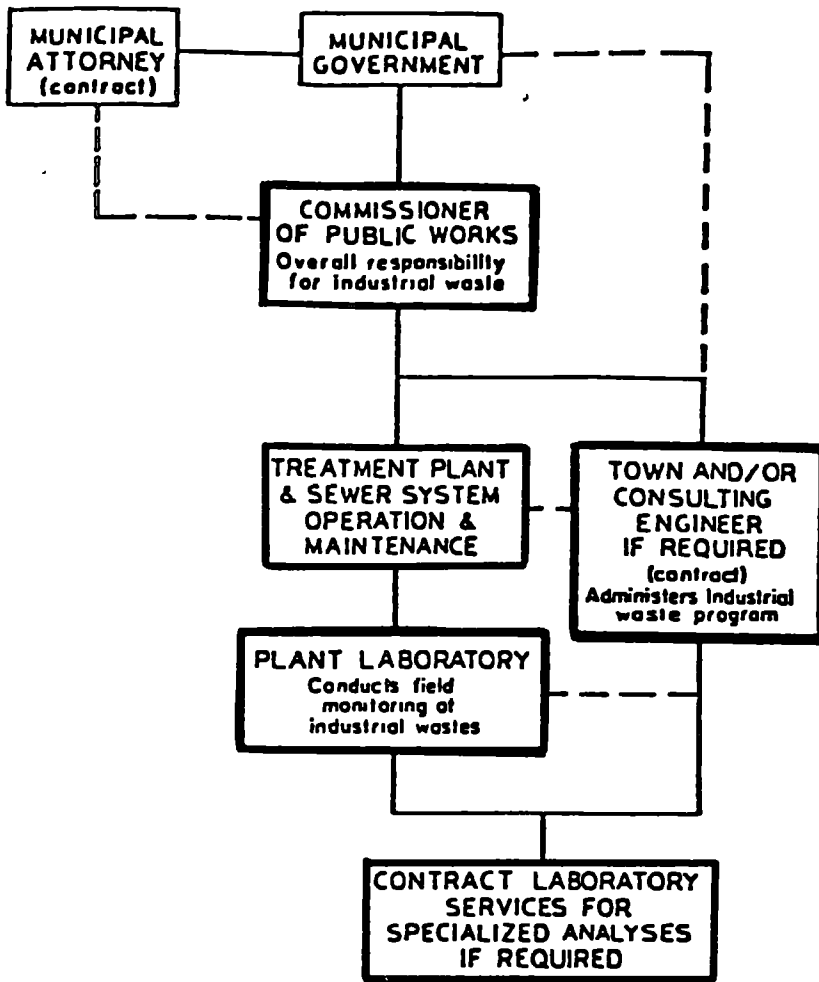 MUNICIPAL
ATTORNEY
(contract)
MUNICIPAL
GOVERNMENT
COMMISSIONER
OF PUBLIC WORKS
Overall responsibility
for industrial waste
TREATMENT PLANT
& SEWER SYSTEM
OPERATION &
MAINTENANCE
TOWN AND/OR
CONSULTING
ENGINEER
IF REQUIRED
(contract)
Administers Industrial
waste program
PLANT LABORATORY
Conducts field
monitoring of
industrial wastes
CONTRACT LABORATORY
SERVICES FOR
SPECIALIZED ANALYSES
IF REQUIRED